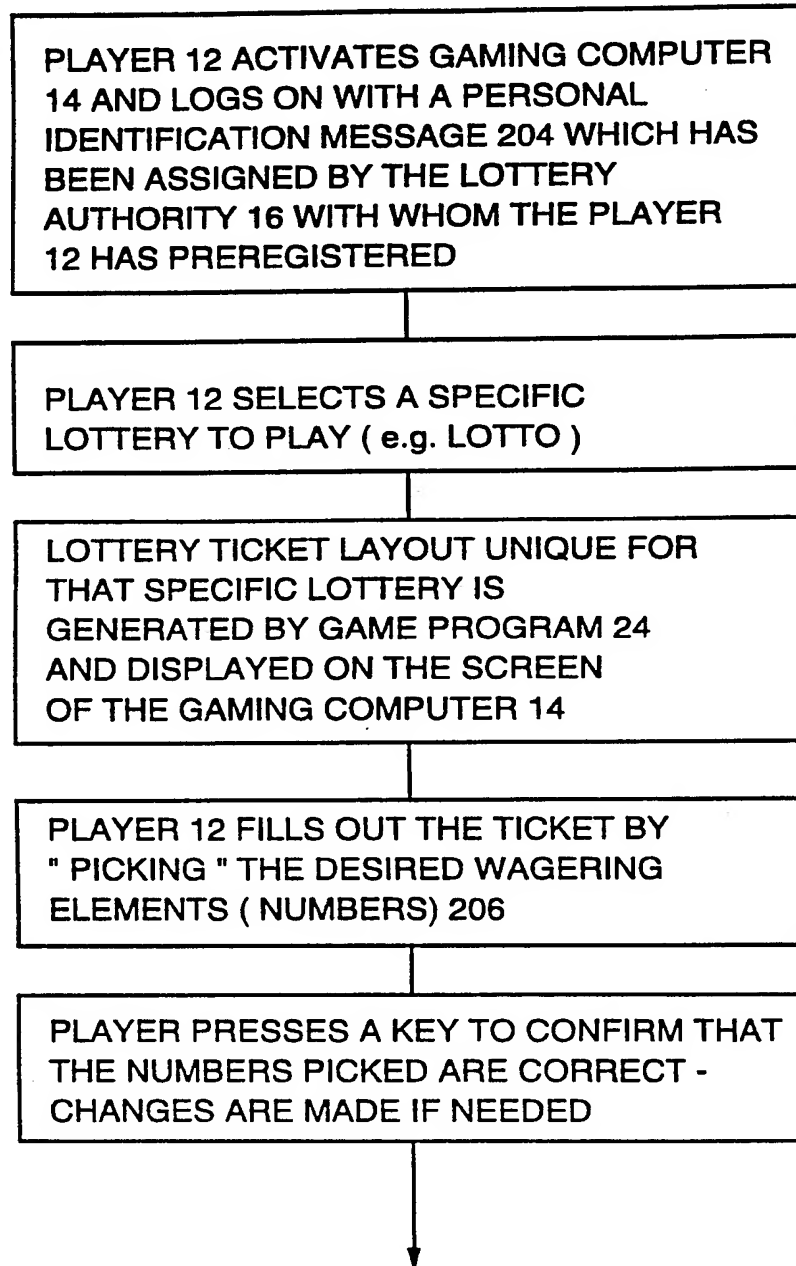 PLAYER 12 ACTIVATES GAMING COMPUTER
14 AND LOGS ON WITH A PERSONAL
IDENTIFICATION MESSAGE 204 WHICH HAS
BEEN ASSIGNED BY THE LOTTERY
AUTHORITY 16 WITH WHOM THE PLAYER
12 HAS PREREGISTERED
PLAYER 12 SELECTS A SPECIFIC
LOTTERY TO PLAY ( e.g. LOTTO )
LOTTERY TICKET LAYOUT UNIQUE FOR
THAT SPECIFIC LOTTERY IS
GENERATED BY GAME PROGRAM 24
AND DISPLAYED ON THE SCREEN
OF THE GAMING COMPUTER 14
PLAYER 12 FILLS OUT THE TICKET BY
" PICKING " THE DESIRED WAGERING
ELEMENTS ( NUMBERS) 206
PLAYER PRESSES A KEY TO CONFIRM THAT
THE NUMBERS PICKED ARE CORRECT -
CHANGES ARE MADE IF NEEDED